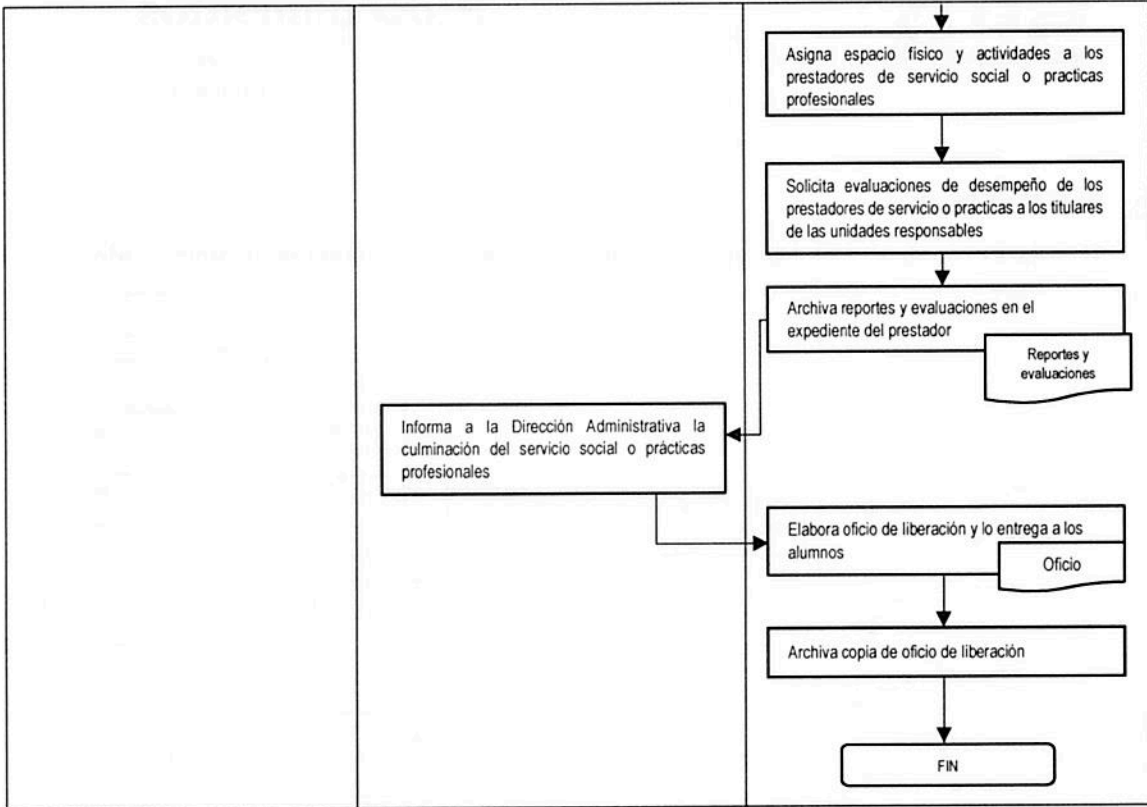 Asigna espacio físico y actividades a los
prestadores de servicio social o practicas
profesionales
Solicita evaluaciones de desempeño de los
prestadores de servicio o practicas a los titulares
de las unidades responsables
Archiva reportes y evaluaciones en el
expediente del prestador
Reportes y
evaluaciones
Informa a la Dirección Administrativa la
culminación del servicio social o prácticas
profesionales
Elabora oficio de liberación y lo entrega a los
alumnos
Oficio
Archiva copia de oficio de liberación
FIN